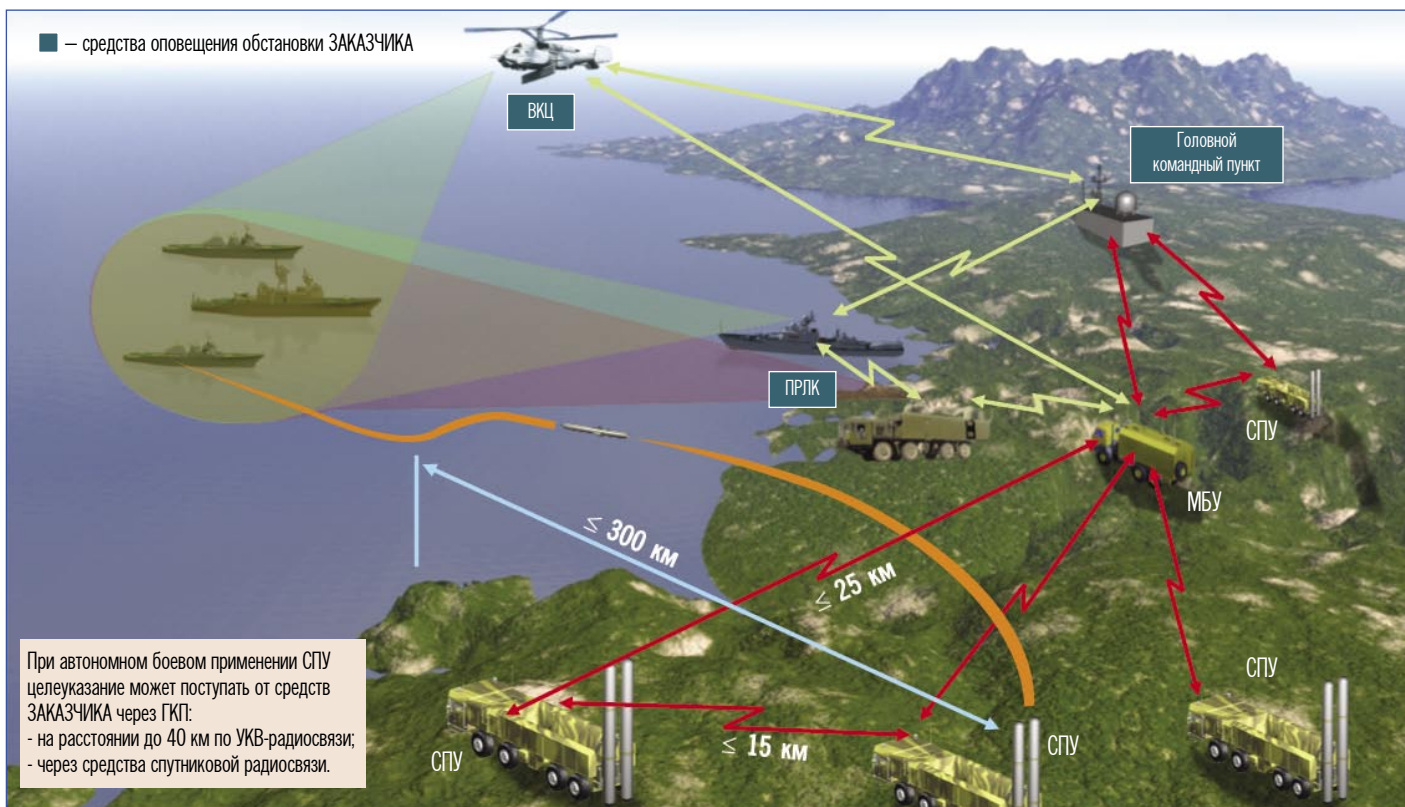 – средства оповещения обстановки ЗАКАЗЧИКА
ВКЦ
Головной
командный пункт
ПРЛК
СПУ
МБУ
≤ 300 км
≤ 25 км
СПУ
При автономном боевом применении СПУ
целеуказание может поступать от средств
ЗАКАЗЧИКА через ГКП:
- на расстоянии до 40 км по УКВ-радиосвязи;
- через средства спутниковой радиосвязи.
СПУ
≤ 15 км
СПУ